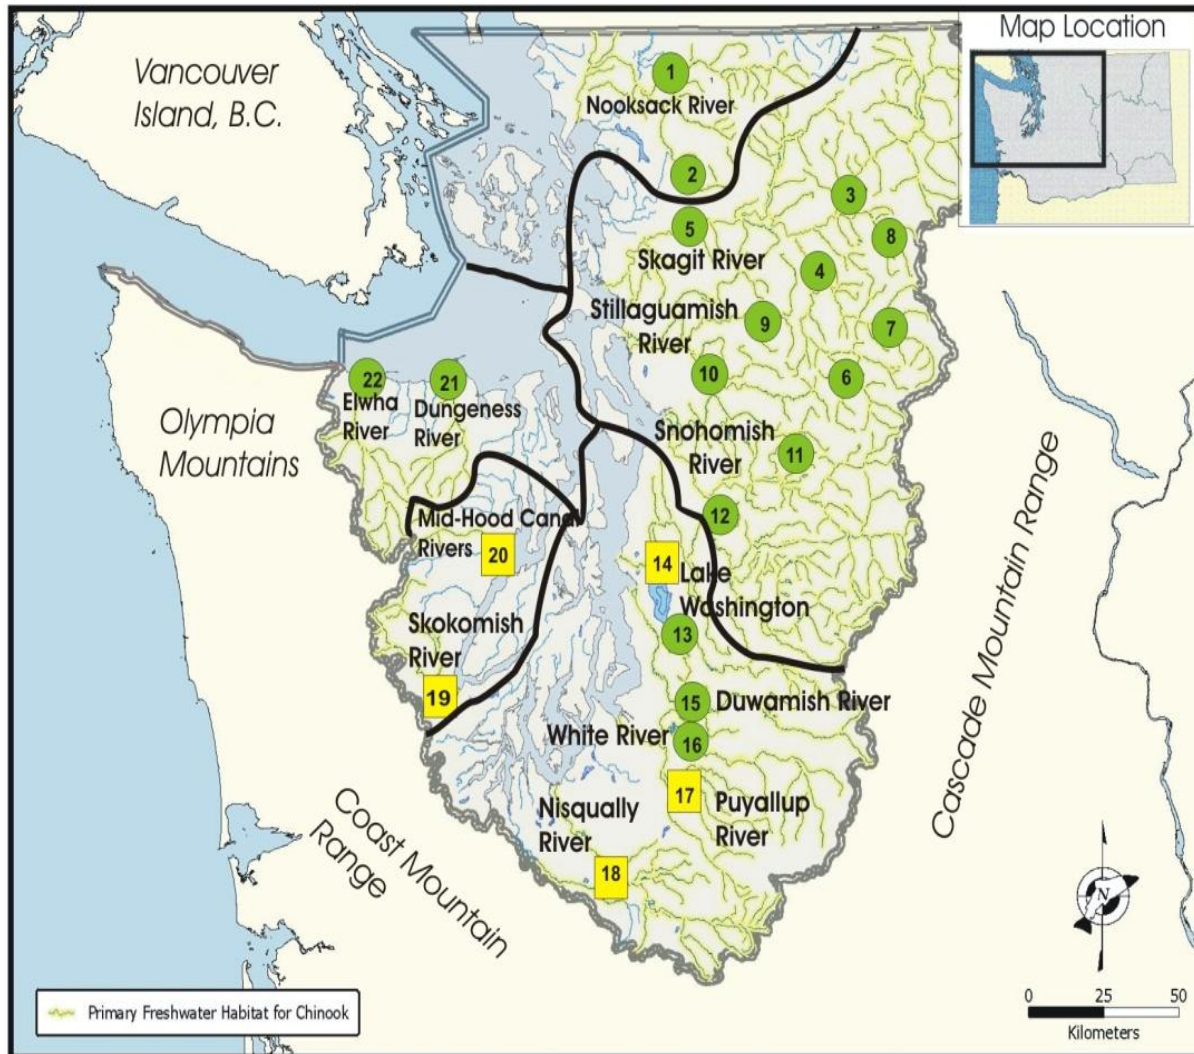 Map Location
Vancouver
Island, B.C.
1
Nooksack River
2
3
5
8
Skagit River
4
Stillaguamish
River
9
7
10
6
22
21
Elwha
River
Dungeness
River
Olympia
Mountains
Snohomish
River
11
12
Mid-Hood Canal
Rivers
20
14
Lake
Washington
13
Skokomish
River
19
15
Duwamish River
White River
16
17
Puyallup
River
Nisqually
River
18
Coast Mountain
Range
Cascade Mountain Range
N
Primary Freshwater Habitat for Chinook
0 25 50
Kilometers